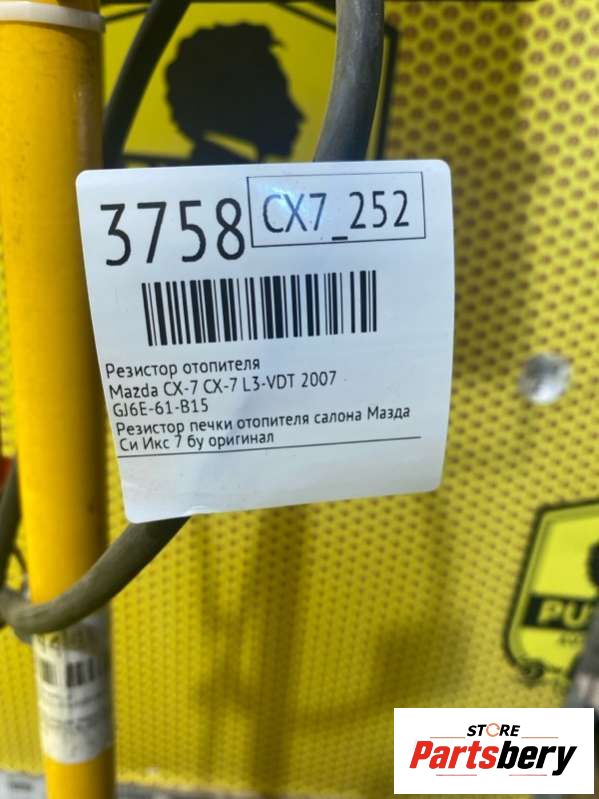 3758
CX7_252
Резистор отопителя
Mazda CX-7 CX-7 L3-VDT 2007
GJ6E-61-B15
Резистор печки отопителя салона Мазда
Си Икс 7 бу оригинал
STORE
Partsbery